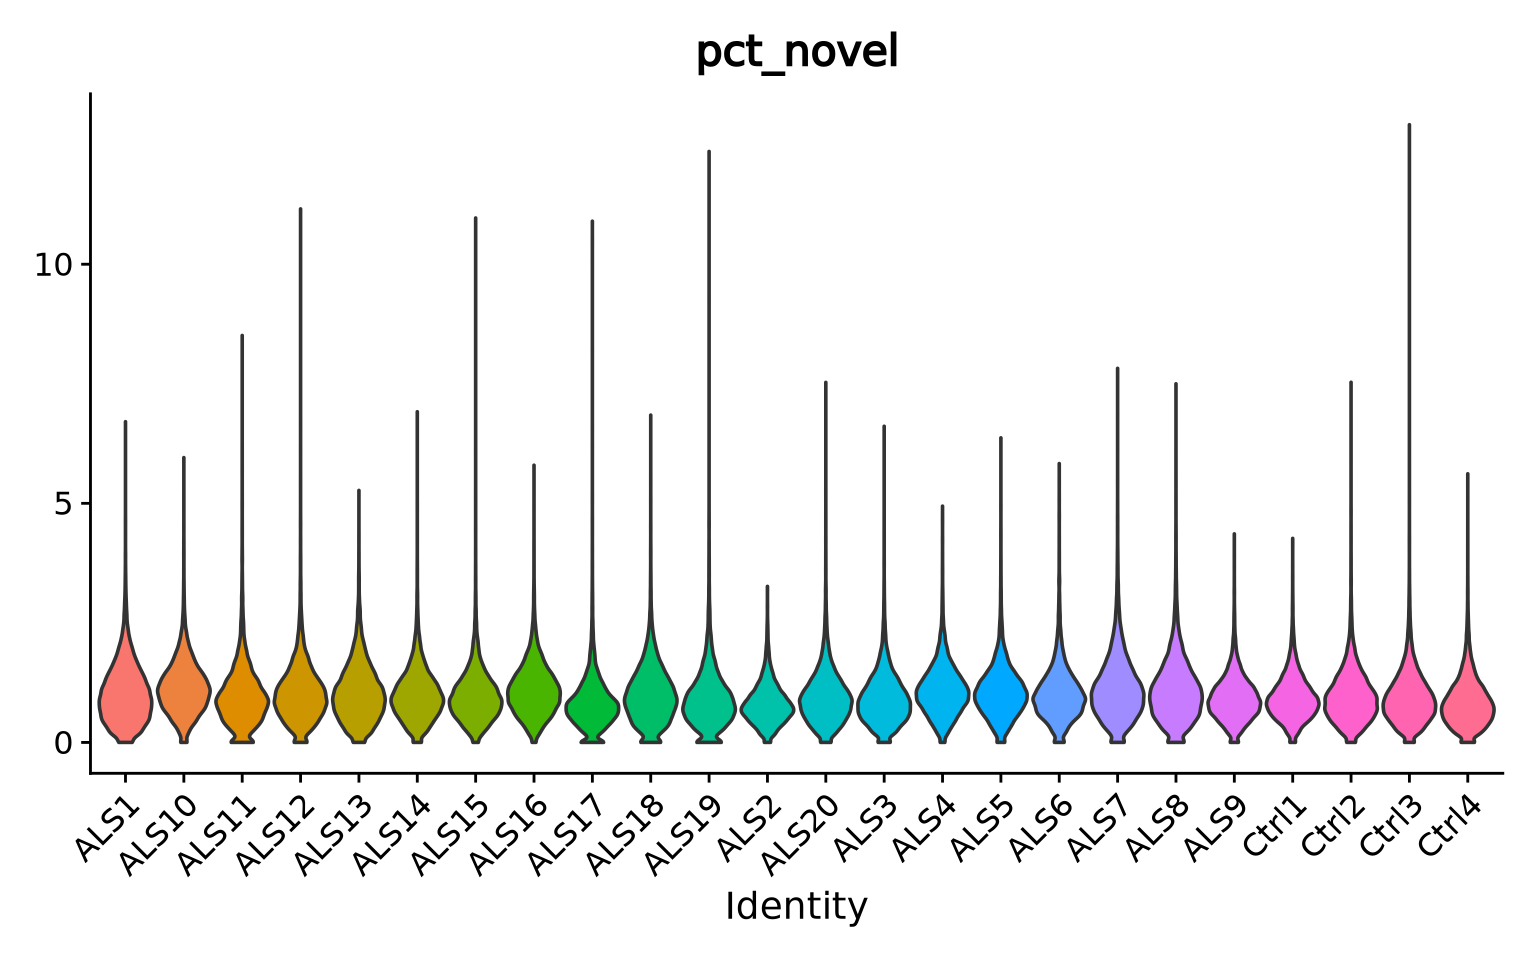 pct_novel
10
5
0
ALS1 ALS10 ALS11 ALS12 ALS13 ALS14 ALS15 ALS16 ALS17 ALS18 ALS19 ALS2 ALS20 ALS3 ALS4 ALS5 ALS6 ALS7 ALS8 ALS9 Ctrl1 Ctrl2 Ctrl3 Ctrl4
Identity